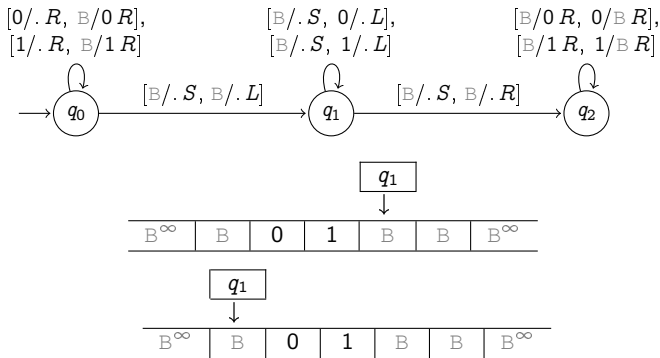 [0/. R, B/0 R], [B/. S, 0/. L], [B/0 R, 0/B R],
[1/. R, B/1 R] [B/. S, 1/. L] [B/1 R, 1/B R]
[B/. S, B/. L] [B/. S, B/. R]
q₀ q₁ q₂
q₁
B^∞ B 0 1 B B B^∞
q₁
B^∞ B 0 1 B B B^∞